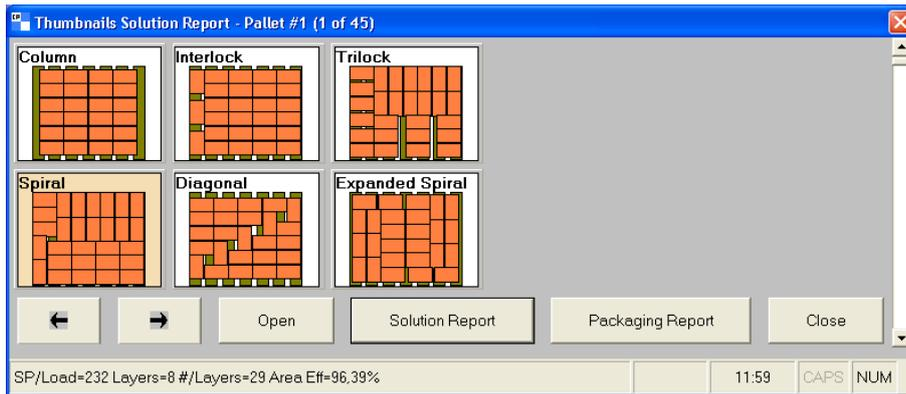 Thumbnails Solution Report - Pallet #1 (1 of 45)
Column Interlock Trilock
Spiral Diagonal Expanded Spiral
Open Solution Report Packaging Report Close
SP/Load=232 Layers=8 #/Layers=29 Area Eff=96,39% 11:59 CAPS NUM